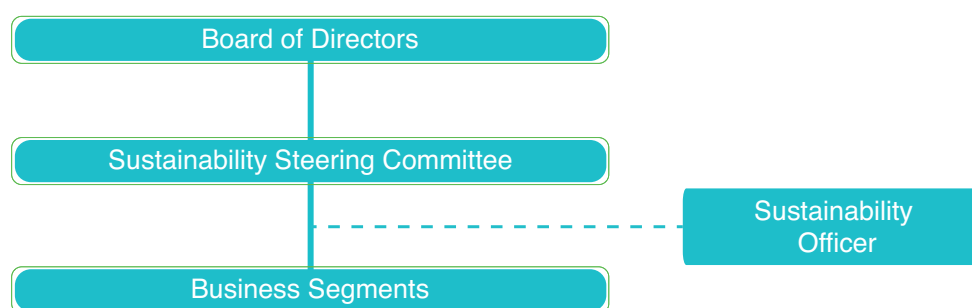 Board of Directors
Sustainability Steering Committee
Sustainability
Officer
Business Segments